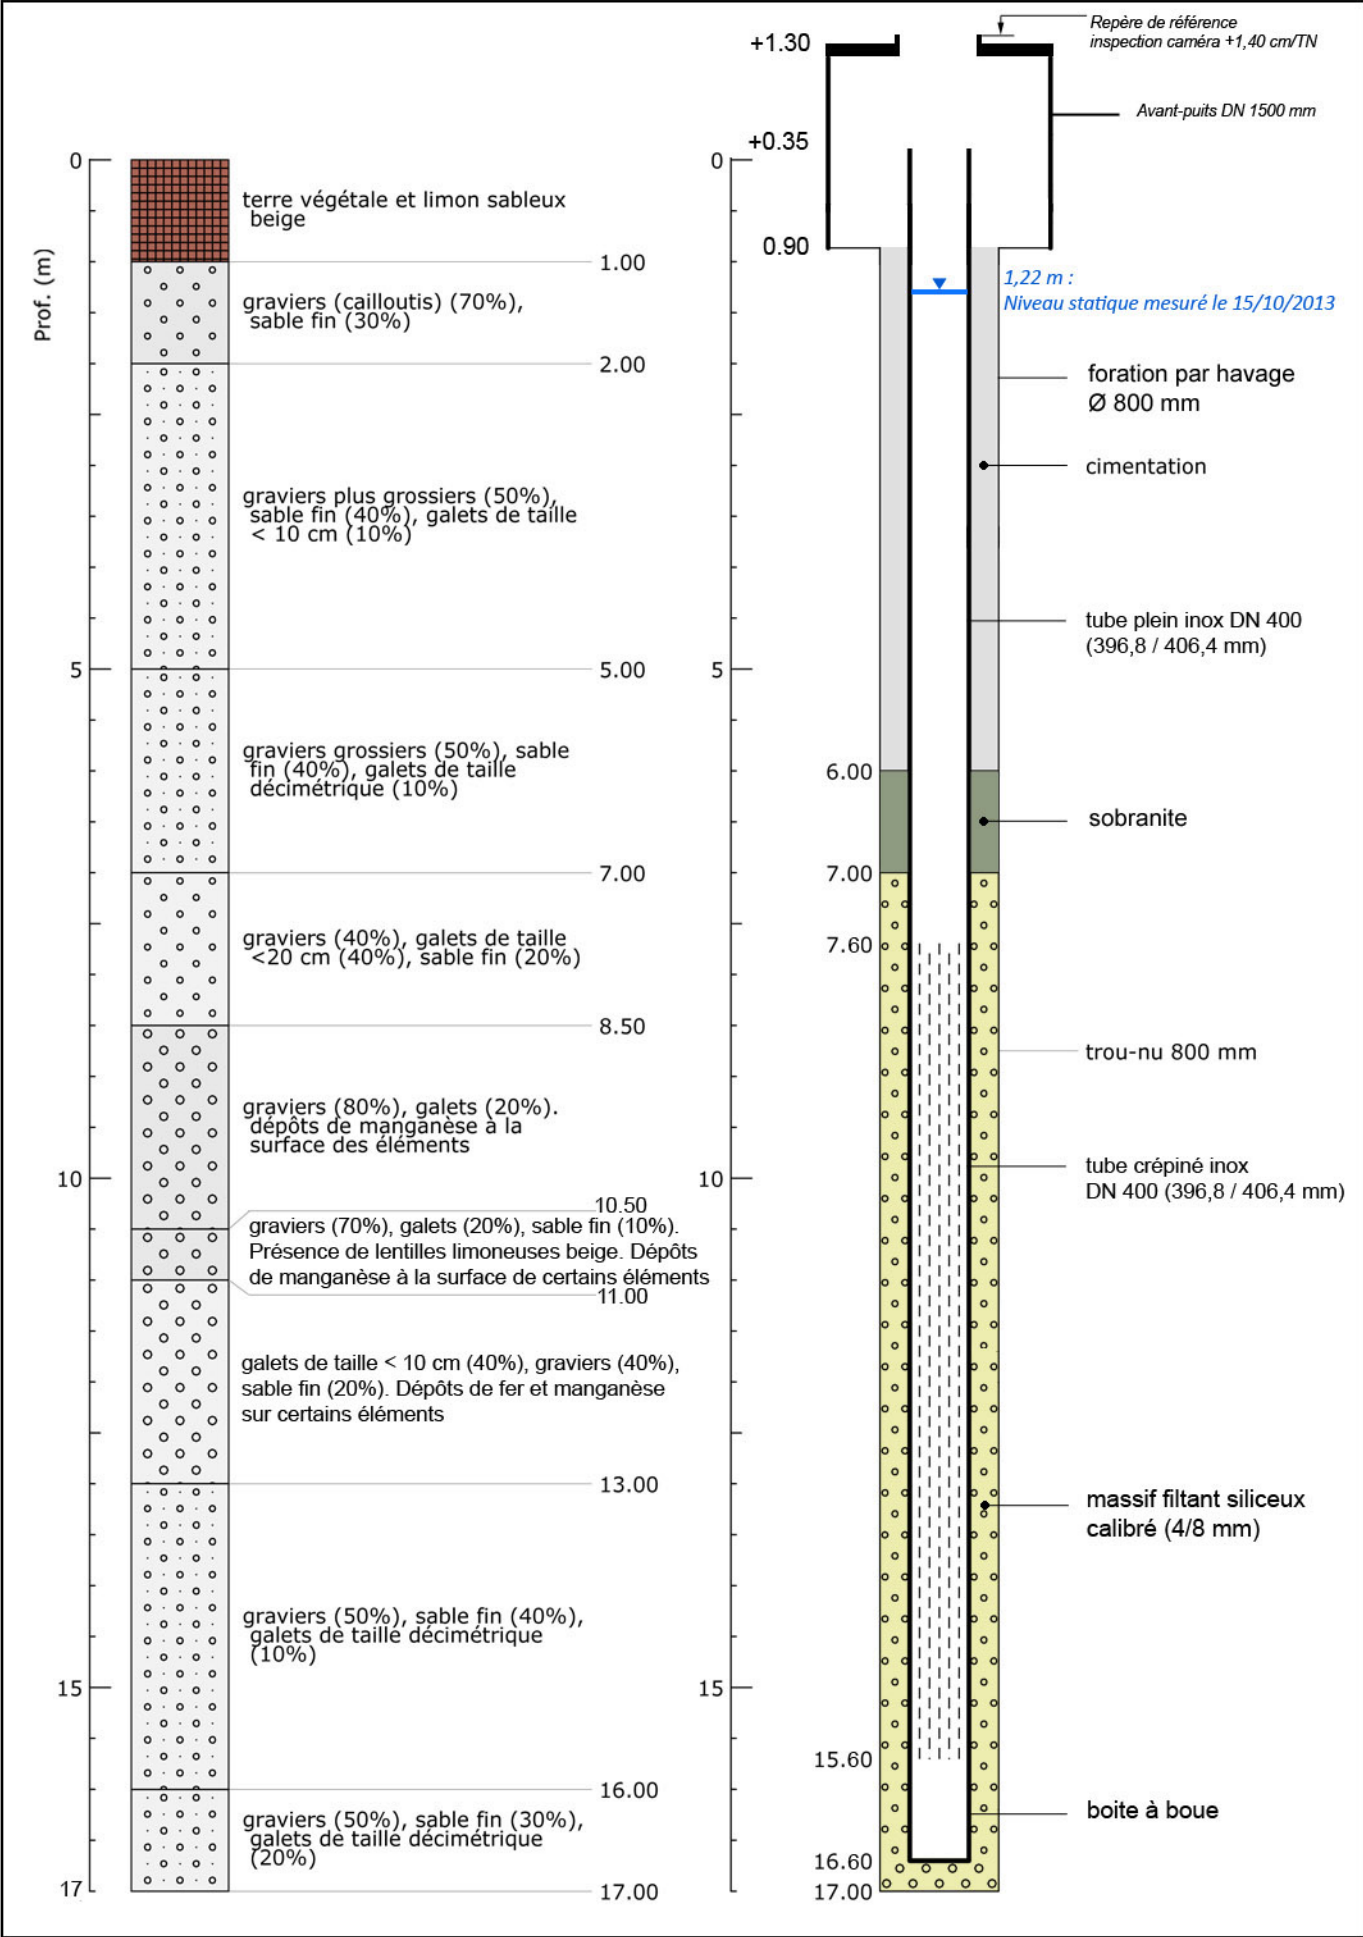 Prof. (m)
0
5
10
15
17
terre végétale et limon sableux
beige
1.00
graviers (cailloutis) (70%),
sable fin (30%)
2.00
graviers plus grossiers (50%),
sable fin (40%), galets de taille
< 10 cm (10%)
5.00
graviers grossiers (50%), sable
fin (40%), galets de taille
décimétrique (10%)
7.00
graviers (40%), galets de taille
<20 cm (40%), sable fin (20%)
8.50
graviers (80%), galets (20%).
dépôts de manganèse à la
surface des éléments
10.50
graviers (70%), galets (20%), sable fin (10%).
Présence de lentilles limoneuses beige. Dépôts
de manganèse à la surface de certains éléments
11.00
galets de taille < 10 cm (40%), graviers (40%),
sable fin (20%). Dépôts de fer et manganèse
sur certains éléments
13.00
graviers (50%), sable fin (40%),
galets de taille décimétrique
(10%)
16.00
graviers (50%), sable fin (30%),
galets de taille décimétrique
(20%)
17.00
0
5
10
15
+1.30
Repère de référence
inspection caméra +1,40 cm/TN
Avant-puits DN 1500 mm
+0.35
0.90
1,22 m :
Niveau statique mesuré le 15/10/2013
foration par havage
Ø 800 mm
cimentation
tube plein inox DN 400
(396,8 / 406,4 mm)
6.00
sobranite
7.00
7.60
trou-nu 800 mm
tube crépiné inox
DN 400 (396,8 / 406,4 mm)
massif filtant siliceux
calibré (4/8 mm)
15.60
boite à boue
16.60
17.00